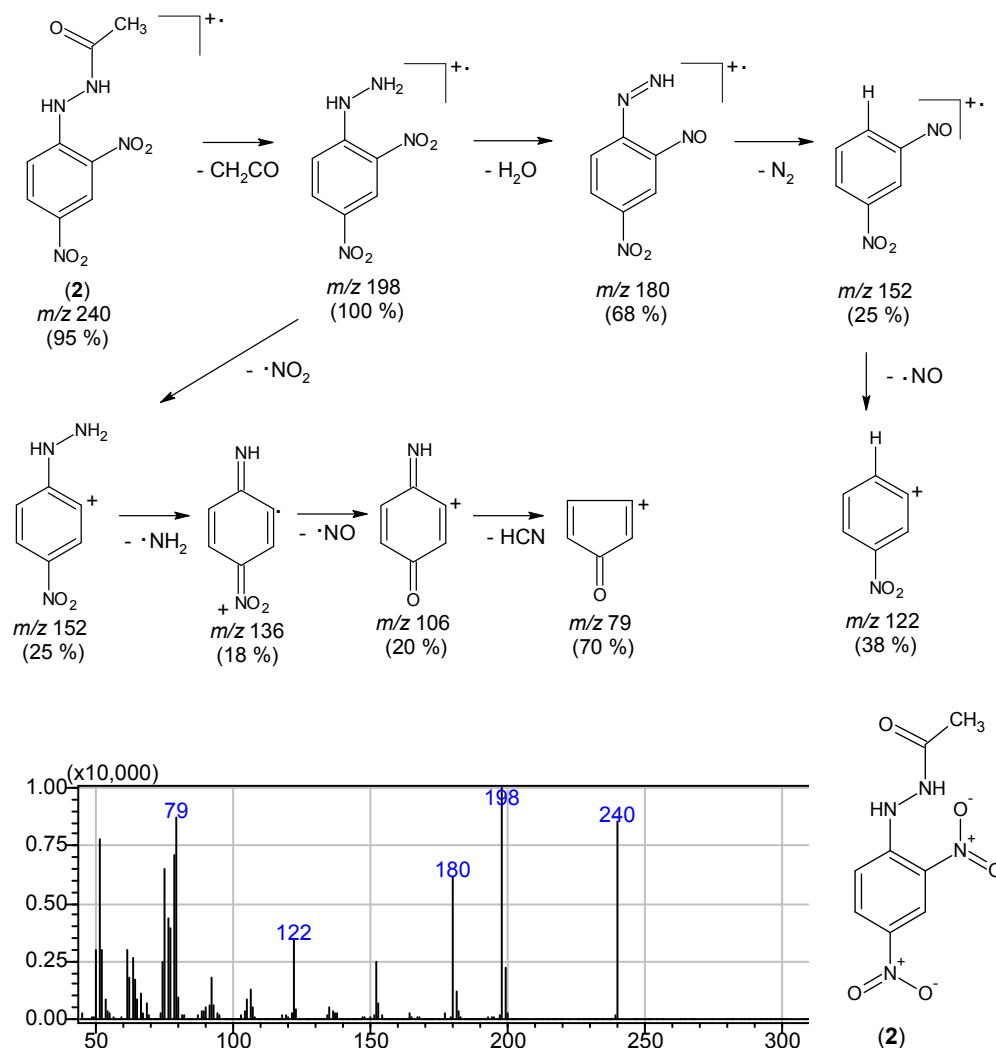 O CH₃ +·
HN NH
NO₂
NO₂
- CH₂CO
(2)
m/z 240
(95 %)
HN NH₂ +·
NO₂
NO₂
- H₂O
m/z 198
(100 %)
N NH +·
NO
NO₂
- N₂
m/z 180
(68 %)
H +·
NO
NO₂
m/z 152
(25 %)
- ·NO₂
- ·NO
HN NH₂
+
NO₂
- ·NH₂
m/z 152
(25 %)
NH
·
+ NO₂
- ·NO
m/z 136
(18 %)
NH
+
O
- HCN
m/z 106
(20 %)
+
O
m/z 79
(70 %)
H
+
NO₂
m/z 122
(38 %)
(x10,000)
1.00
0.75
0.50
0.25
0.00
50 100 150 200 250 300
79
122
180
198
240
O CH₃
NH
HN O⁻
N⁺
O
N⁺
O O⁻
(2)